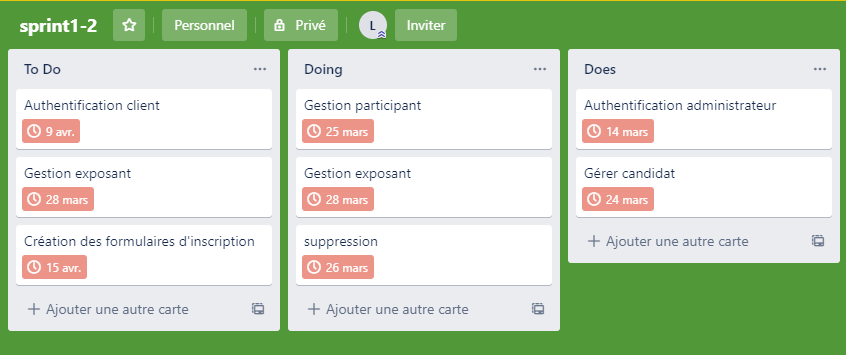 sprint1-2 Personnel Privé L Inviter
To Do
Authentification client
9 avr.
Gestion exposant
28 mars
Création des formulaires d'inscription
15 avr.
+ Ajouter une autre carte
Doing
Gestion participant
25 mars
Gestion exposant
28 mars
suppression
26 mars
+ Ajouter une autre carte
Does
Authentification administrateur
14 mars
Gérer candidat
24 mars
+ Ajouter une autre carte